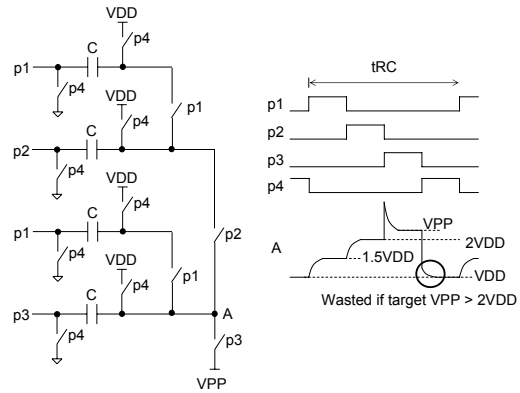 VDD
p4
C
p1
p4
p1
VDD
C
p4
p2
p4
VDD
p4
p2
C
p1
p4
p1
VDD
C
p4
p3
A
p4
p3
VPP
tRC
p1
p2
p3
p4
VPP
A
2VDD
1.5VDD
VDD
Wasted if target VPP > 2VDD